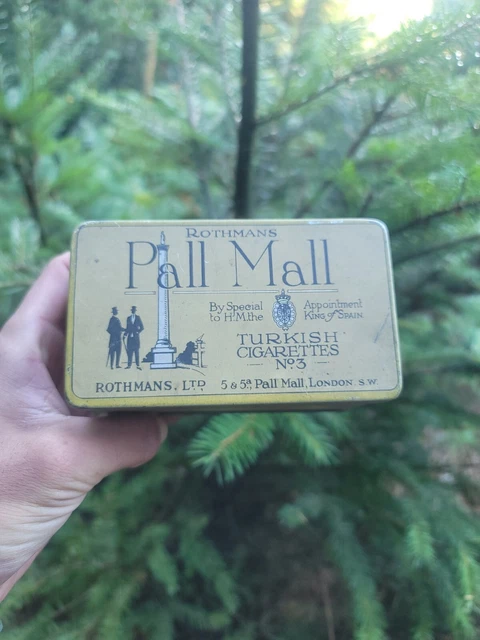 ROTHMANS
Pall Mall
By Special Appointment
to H.M. the King of SPAIN
TURKISH
CIGARETTES
No 3
ROTHMANS. LTD 5 & 5A Pall Mall, LONDON. S.W